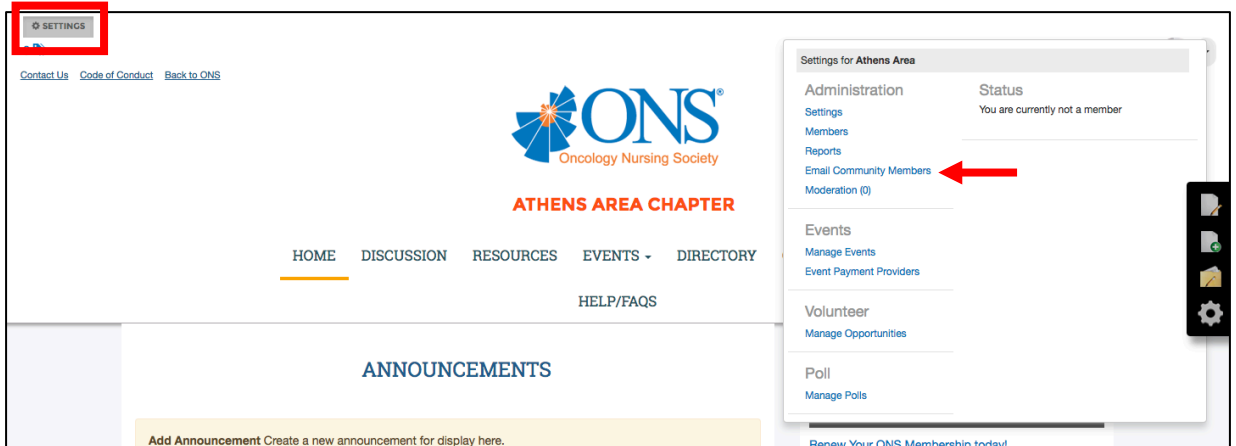 SETTINGS
Contact Us Code of Conduct Back to ONS
ONS®
Oncology Nursing Society
ATHENS AREA CHAPTER
HOME DISCUSSION RESOURCES EVENTS DIRECTORY
HELP/FAQS
ANNOUNCEMENTS
Add Announcement Create a new announcement for display here.
Settings for Athens Area
Administration
Settings
Members
Reports
Email Community Members
Moderation (0)
Status
You are currently not a member
Events
Manage Events
Event Payment Providers
Volunteer
Manage Opportunities
Poll
Manage Polls
Renew Your ONS Membership today!